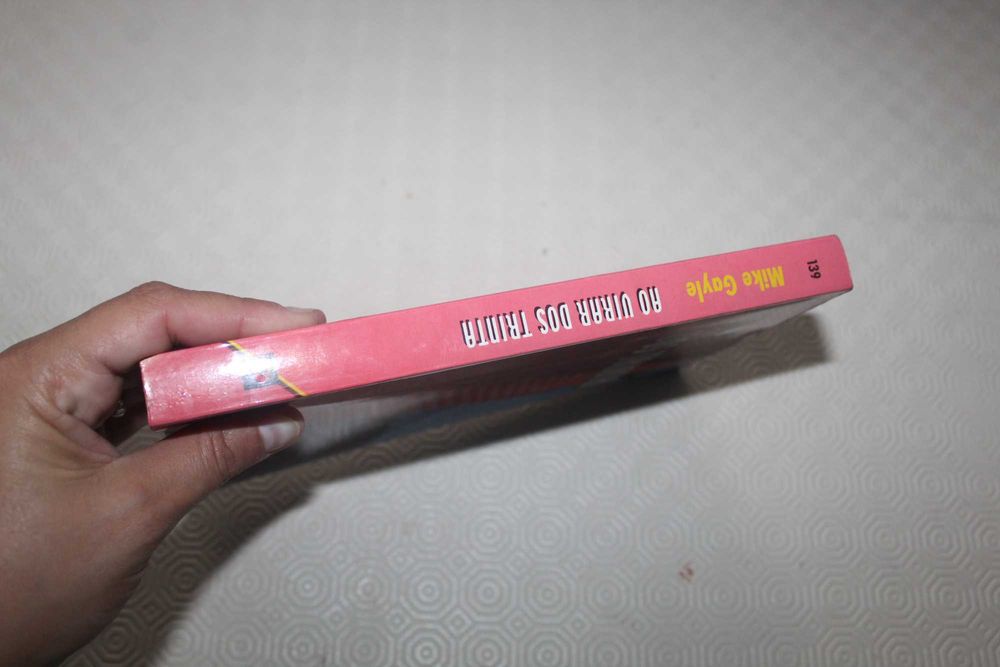 139
Mike Gayle
AO VIRAR DOS TRINTA